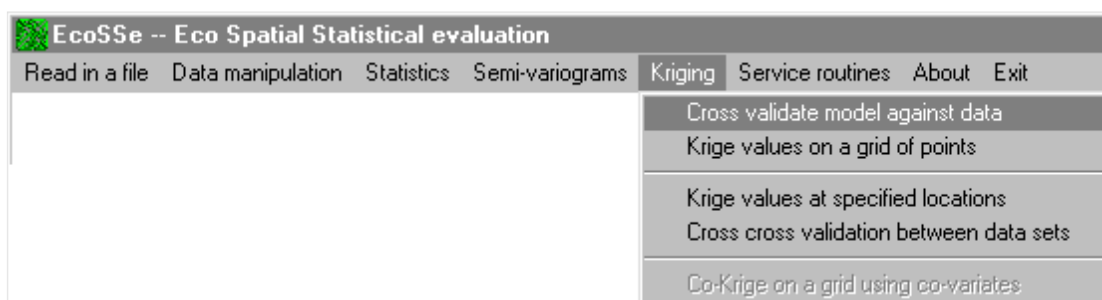 EcoSSe -- Eco Spatial Statistical evaluation
Read in a file Data manipulation Statistics Semi-variograms Kriging Service routines About Exit
Cross validate model against data
Krige values on a grid of points
Krige values at specified locations
Cross cross validation between data sets
Co-Krige on a grid using co-variates